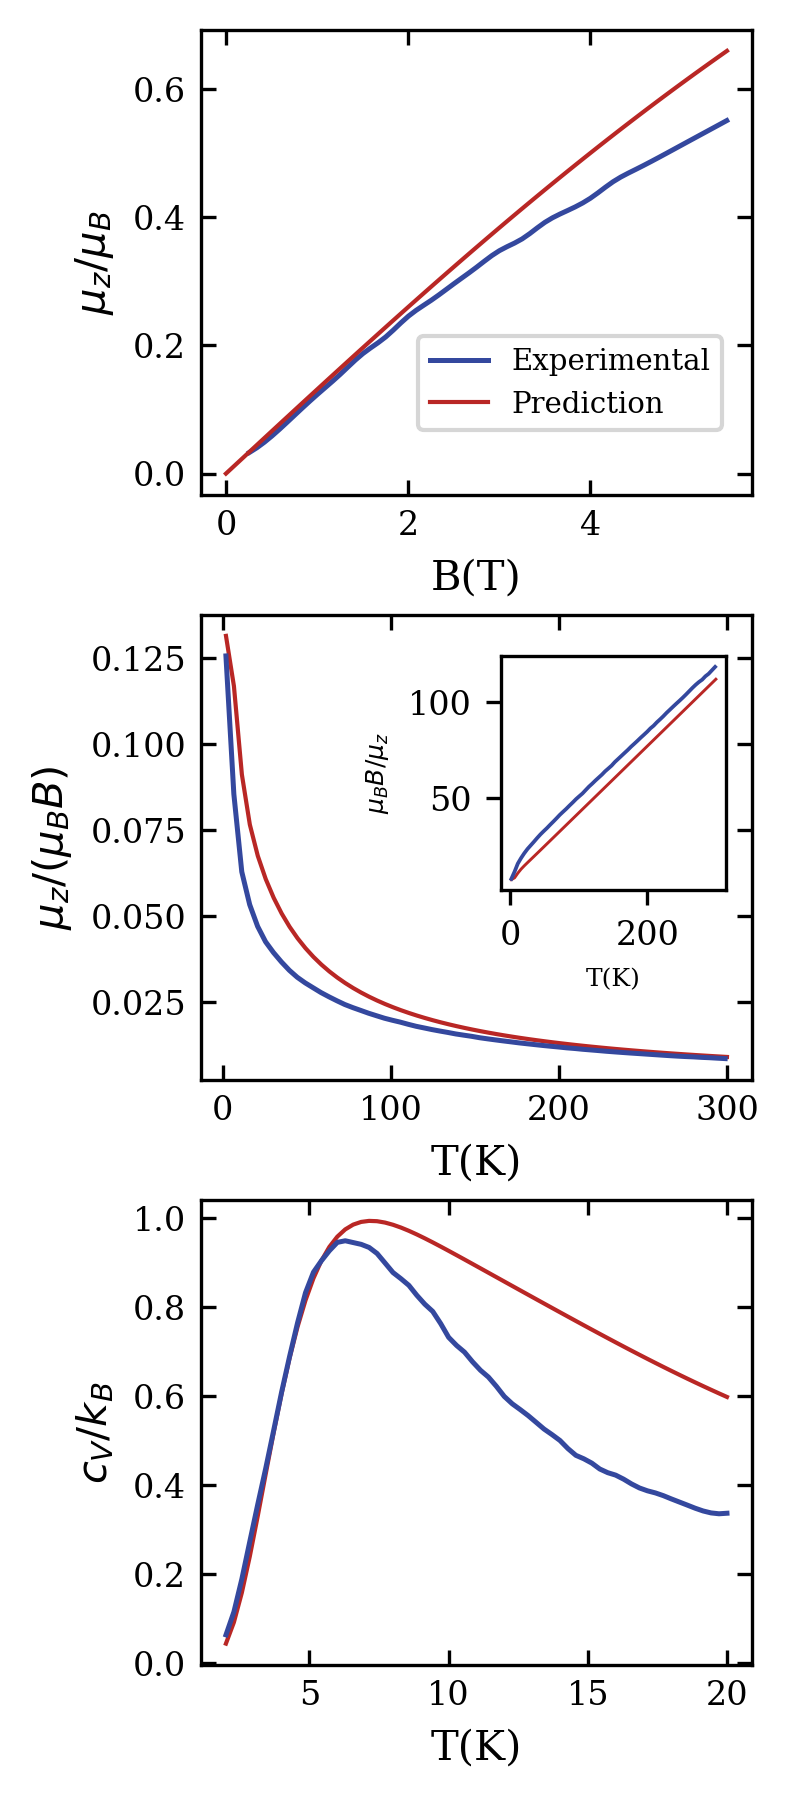 0.6
0.4
0.2
0.0
μz/μB
Experimental
Prediction
0 2 4
B(T)
0.125
0.100
0.075
0.050
0.025
μz/(μBB)
100
50
μBB/μz
0 200
T(K)
0 100 200 300
T(K)
1.0
0.8
0.6
0.4
0.2
0.0
cV/kB
5 10 15 20
T(K)